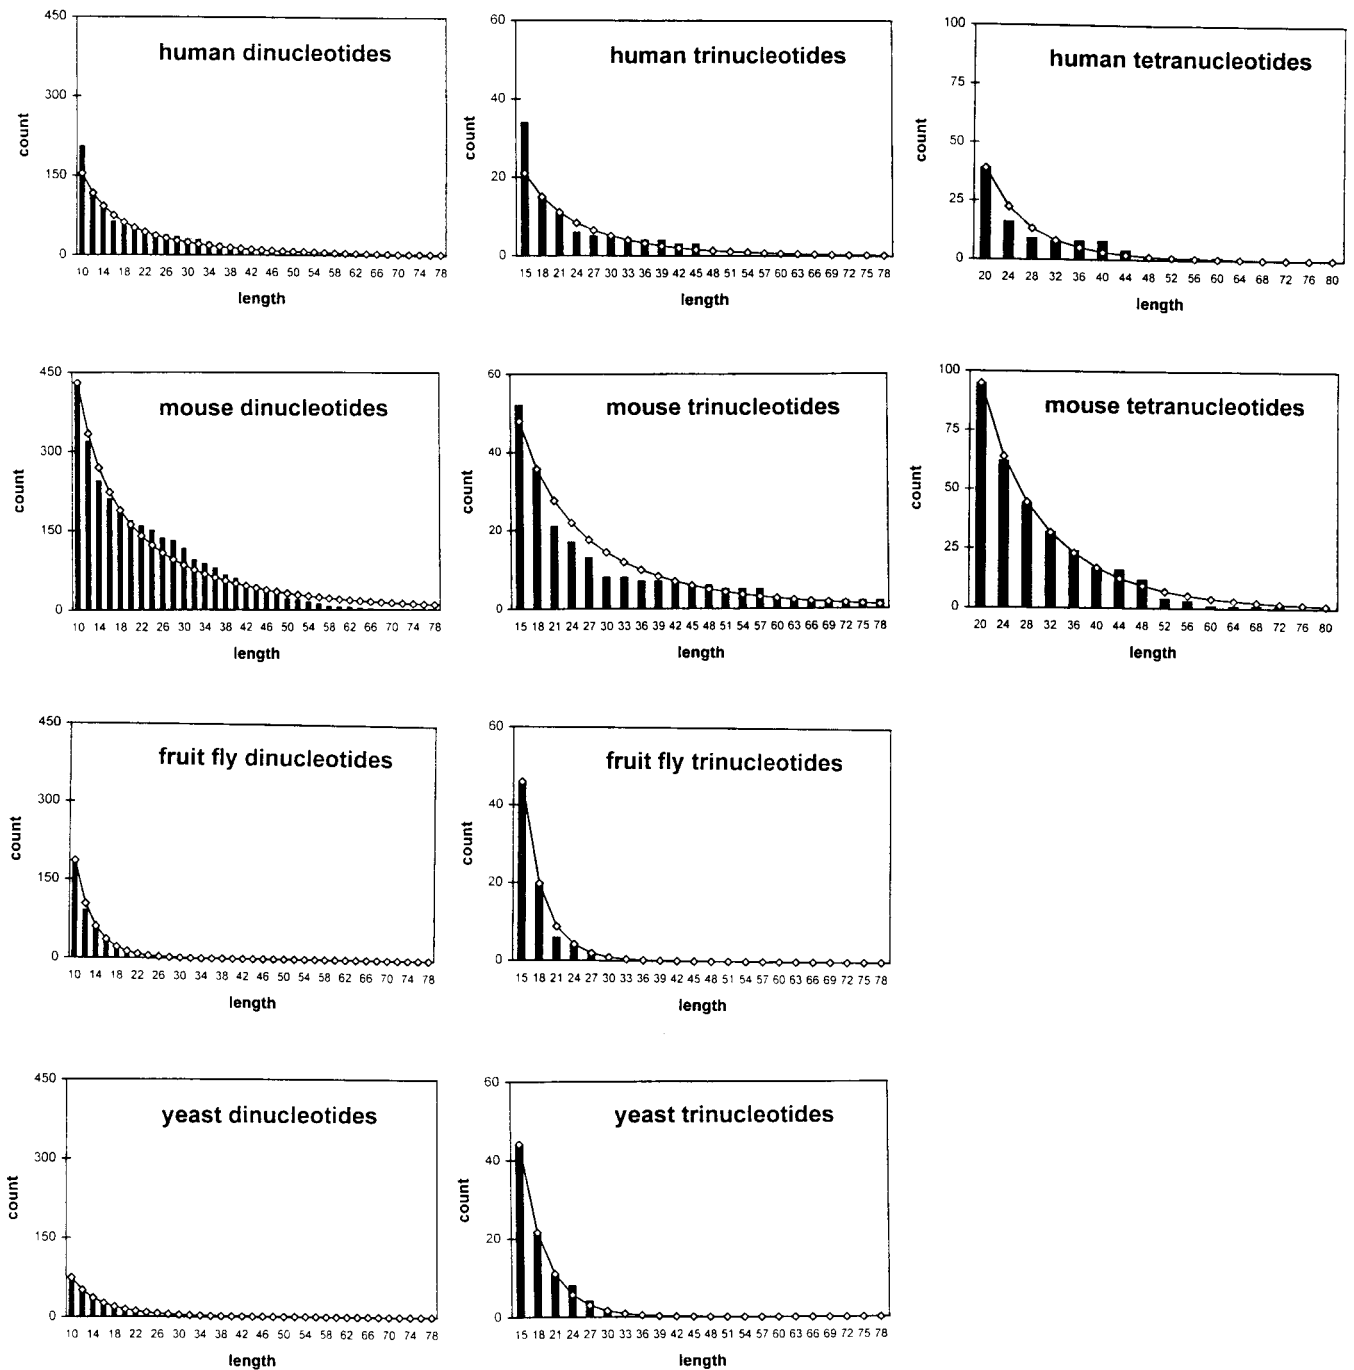 human dinucleotides
450
300
150
0
count
10 14 18 22 26 30 34 38 42 46 50 54 58 62 66 70 74 78
length
human trinucleotides
60
40
20
0
count
15 18 21 24 27 30 33 36 39 42 45 48 51 54 57 60 63 66 69 72 75 78
length
human tetranucleotides
100
75
50
25
0
count
20 24 28 32 36 40 44 48 52 56 60 64 68 72 76 80
length
mouse dinucleotides
450
300
150
0
count
10 14 18 22 26 30 34 38 42 46 50 54 58 62 66 70 74 78
length
mouse trinucleotides
60
40
20
0
count
15 18 21 24 27 30 33 36 39 42 45 48 51 54 57 60 63 66 69 72 75 78
length
mouse tetranucleotides
100
75
50
25
0
count
20 24 28 32 36 40 44 48 52 56 60 64 68 72 76 80
length
fruit fly dinucleotides
450
300
150
0
count
10 14 18 22 26 30 34 38 42 46 50 54 58 62 66 70 74 78
length
fruit fly trinucleotides
60
40
20
0
count
15 18 21 24 27 30 33 36 39 42 45 48 51 54 57 60 63 66 69 72 75 78
length
yeast dinucleotides
450
300
150
0
count
10 14 18 22 26 30 34 38 42 46 50 54 58 62 66 70 74 78
length
yeast trinucleotides
60
40
20
0
count
15 18 21 24 27 30 33 36 39 42 45 48 51 54 57 60 63 66 69 72 75 78
length